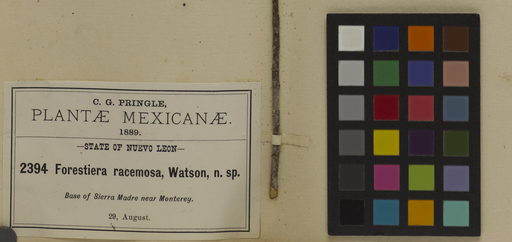 C. G. PRINGLE,
PLANTÆ MEXICANÆ.
1889.
—STATE OF NUEVO LEON—
2394 Forestiera racemosa, Watson, n. sp.
Base of Sierra Madre near Monterey.
29, August.